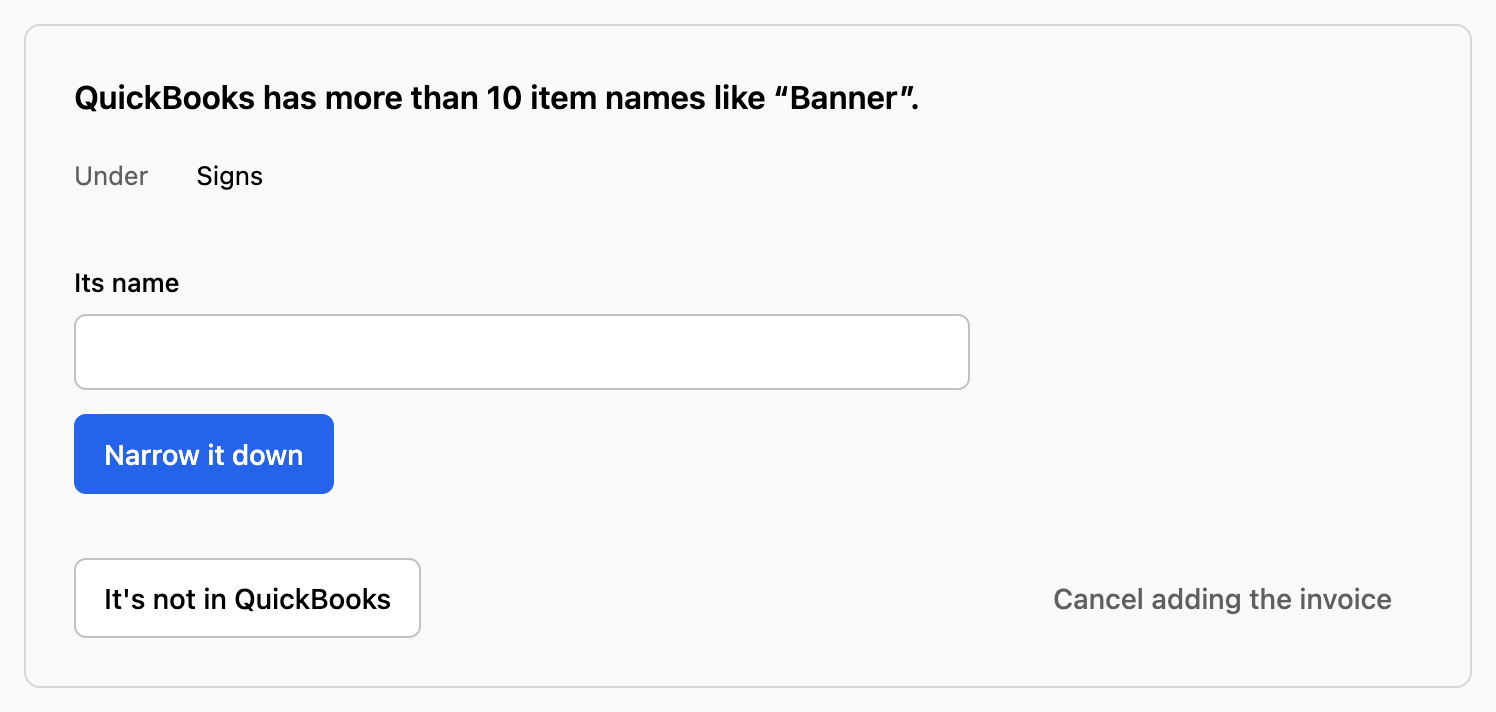 QuickBooks has more than 10 item names like “Banner”.
Under Signs
Its name
Narrow it down
It's not in QuickBooks
Cancel adding the invoice